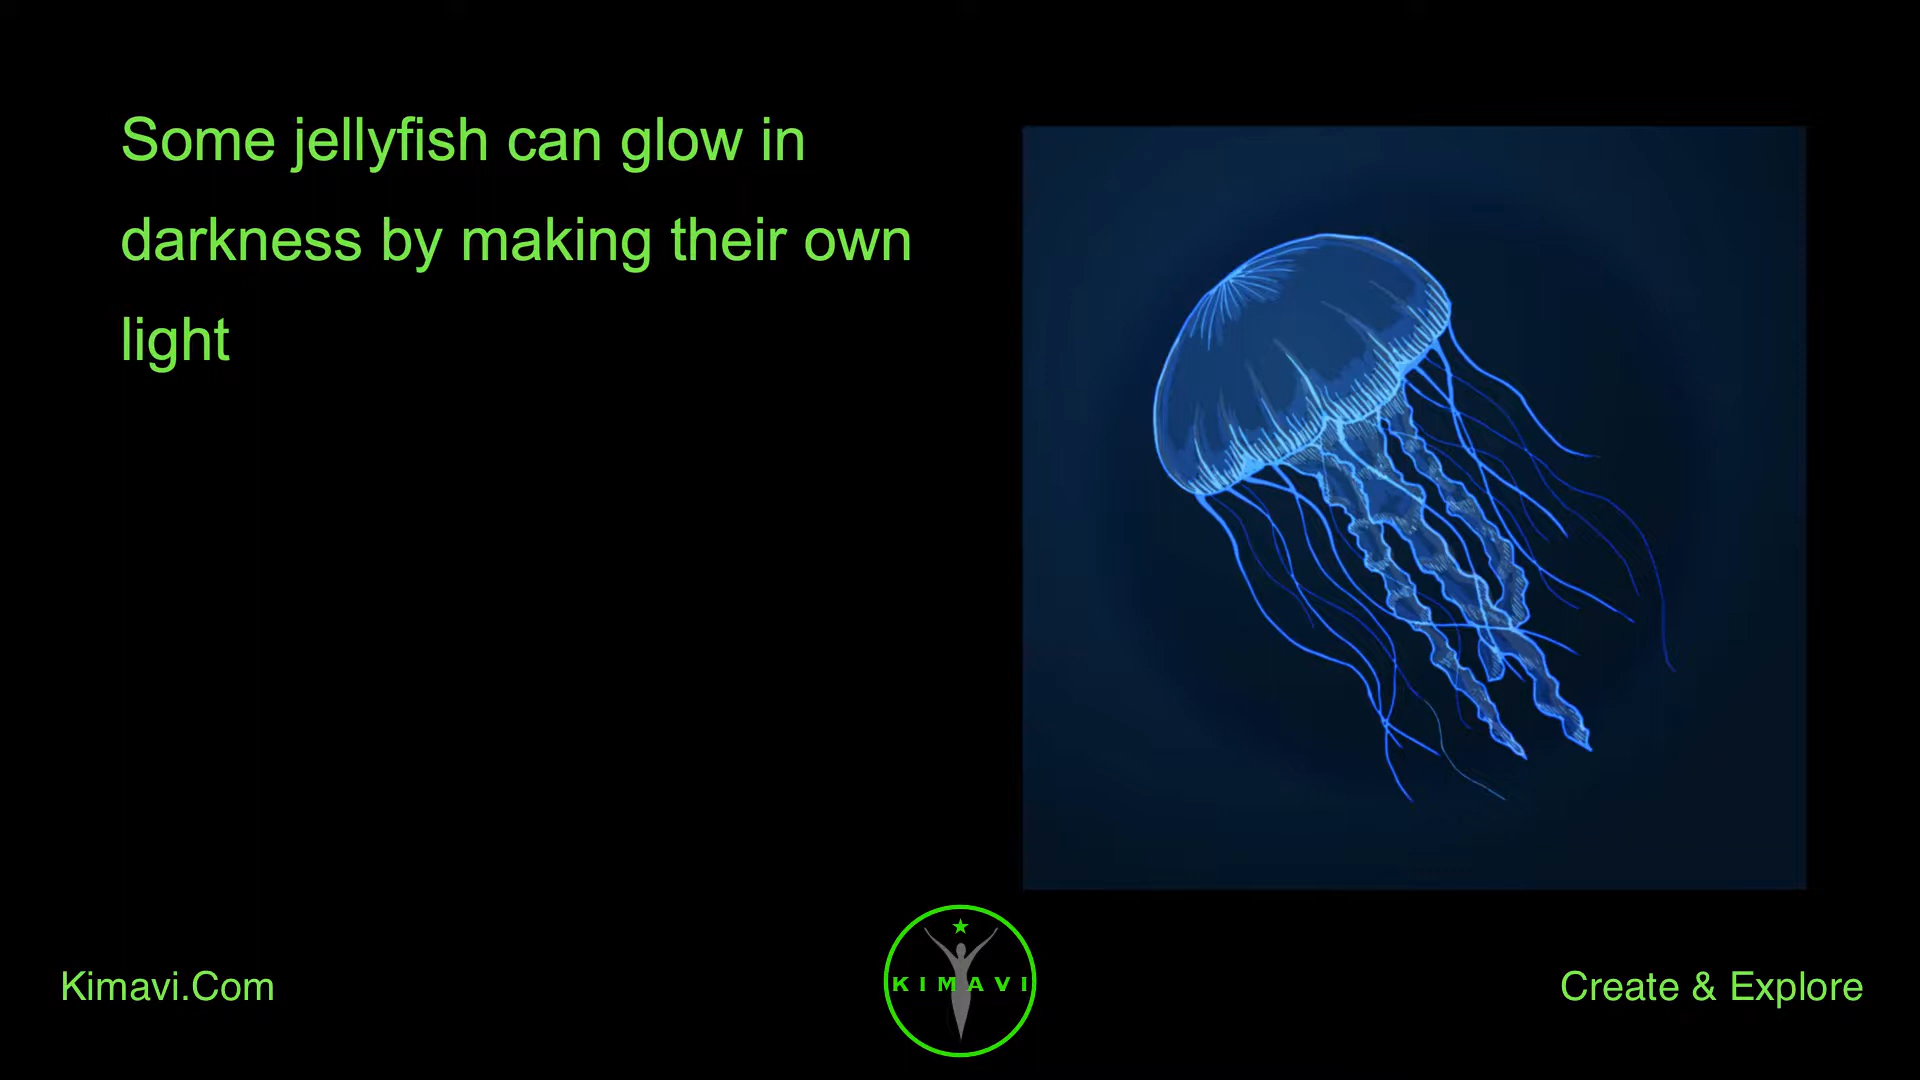 Some jellyfish can glow in
darkness by making their own
light
KIMAVI
Kimavi.Com
Create & Explore